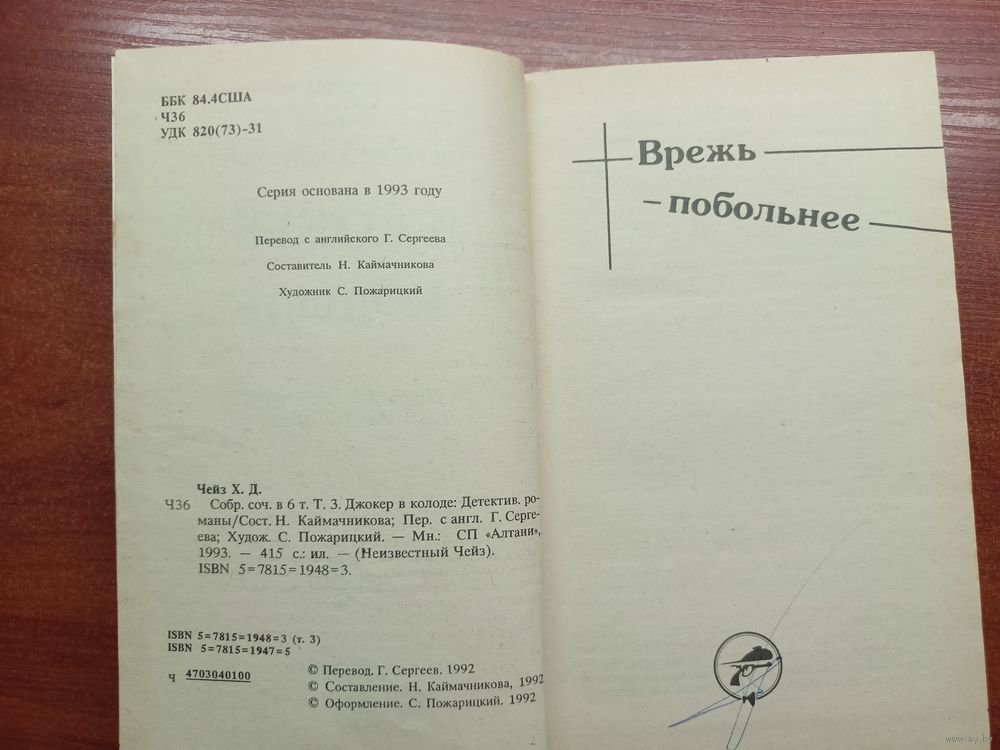 ББК 84.4США
Ч36
УДК 820(73)-31
Серия основана в 1993 году
Перевод с английского Г. Сергеева
Составитель Н. Каймачникова
Художник С. Пожарицкий
Чейз Х. Д.
Ч36 Собр. соч. в 6 т. Т. 3. Джокер в колоде: Детектив. ро-
маны/Сост. Н. Каймачникова; Пер. с англ. Г. Серге-
ева; Худож. С. Пожарицкий. — Мн.: СП «Алтани»,
1993. — 415 с.: ил. — (Неизвестный Чейз).
ISBN 5=7815=1948=3.
ISBN 5=7815=1948=3 (т. 3)
ISBN 5=7815=1947=5
Ч 4703040100
© Перевод. Г. Сергеев. 1992
© Составление. Н. Каймачникова, 1992
© Оформление. С. Пожарицкий. 1992
Врежь
побольнее
www.ay.by